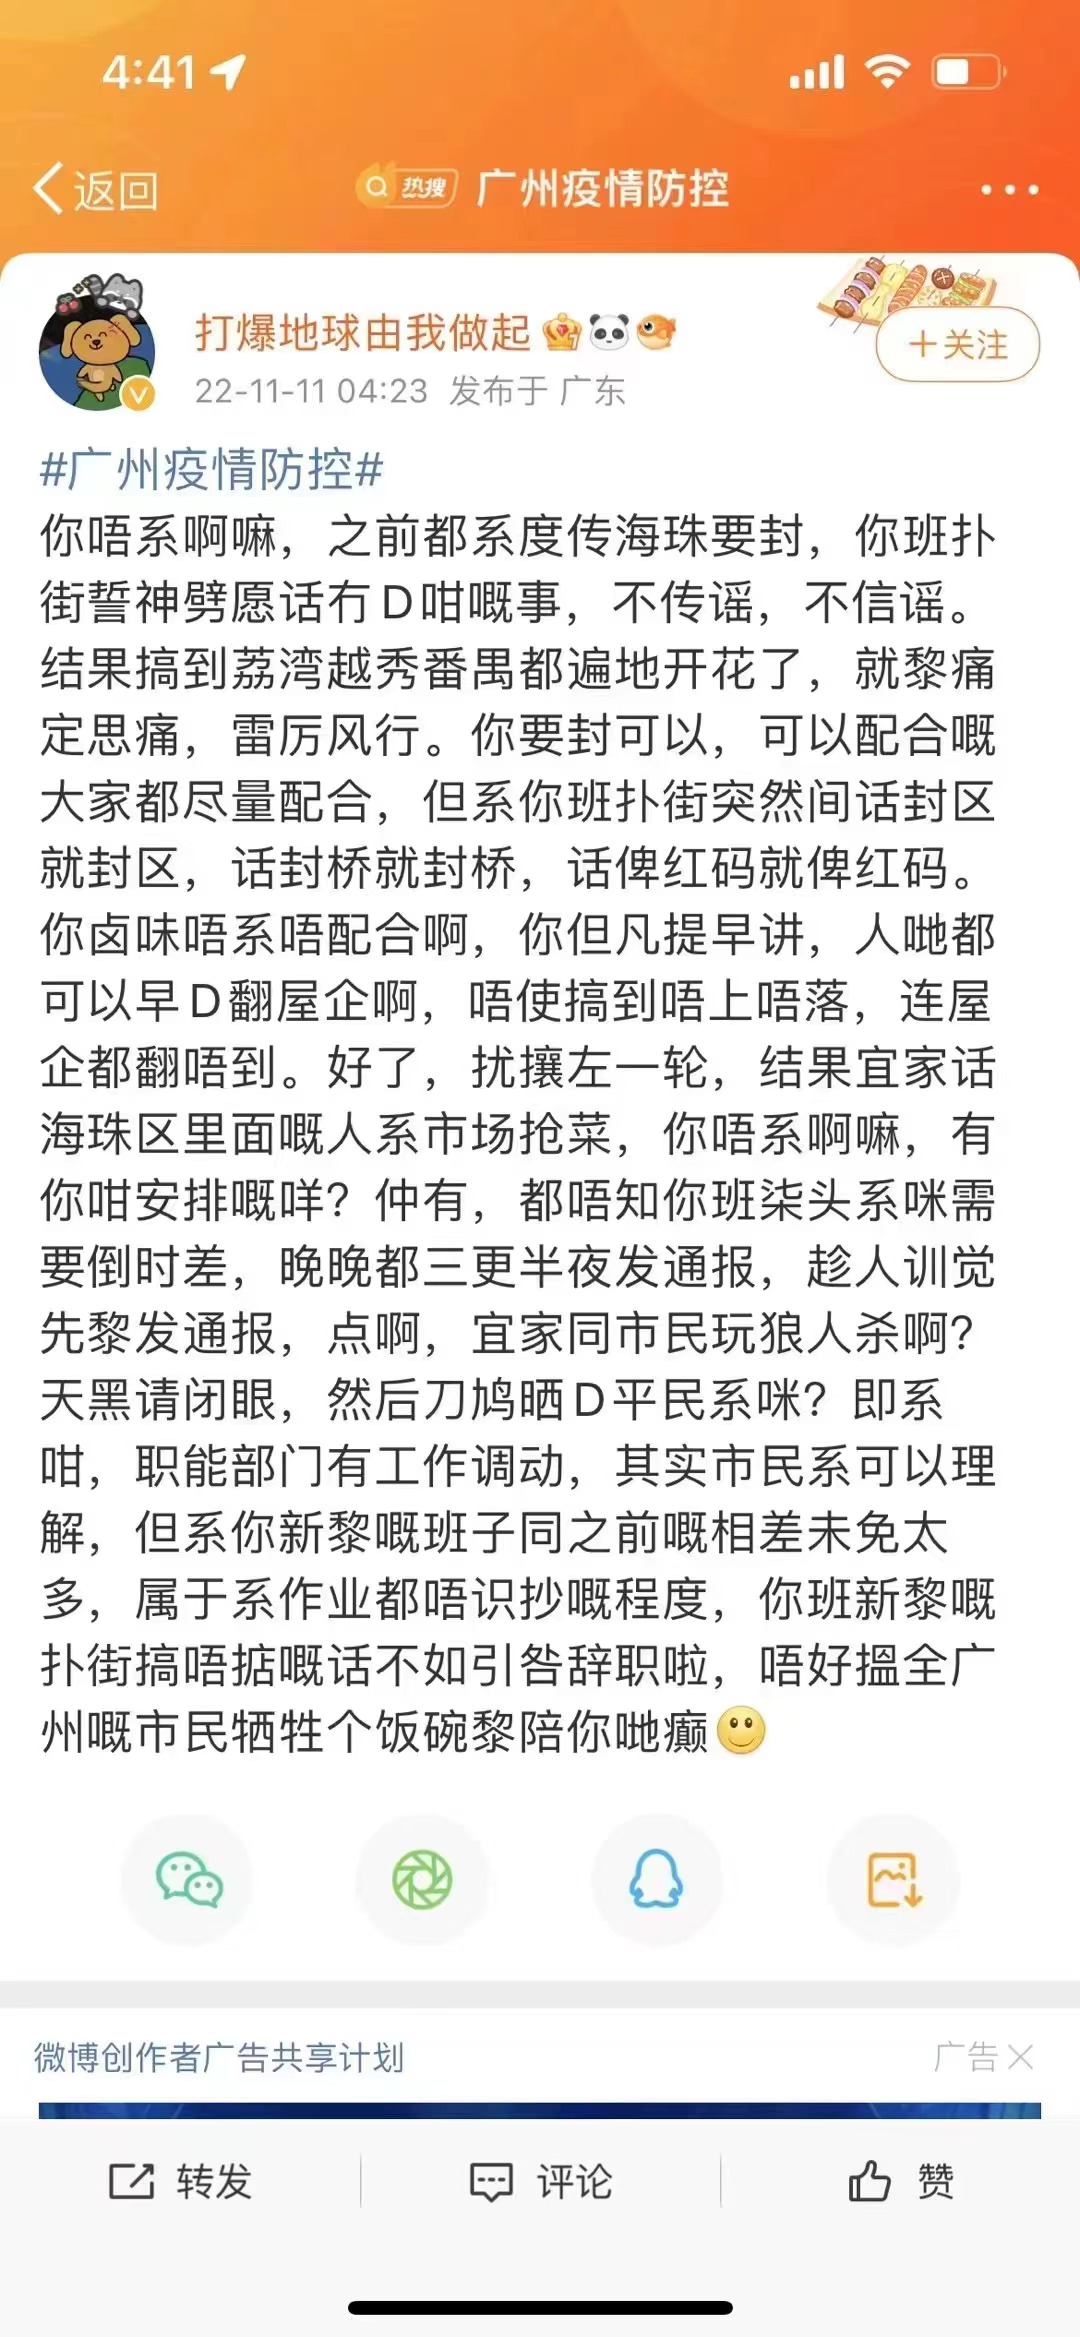 4:41
返回
热搜 广州疫情防控
打爆地球由我做起
+关注
22-11-11 04:23 发布于 广东
#广州疫情防控#
你唔系啊嘛，之前都系度传海珠要封，你班扑
街誓神劈愿话冇D咁嘅事，不传谣，不信谣。
结果搞到荔湾越秀番禺都遍地开花了，就黎痛
定思痛，雷厉风行。你要封可以，可以配合嘅
大家都尽量配合，但系你班扑街突然间话封区
就封区，话封桥就封桥，话俾红码就俾红码。
你卤味唔系唔配合啊，你但凡提早讲，人哋都
可以早D翻屋企啊，唔使搞到唔上唔落，连屋
企都翻唔到。好了，扰攘左一轮，结果宜家话
海珠区里面嘅人系市场抢菜，你唔系啊嘛，有
你咁安排嘅咩？仲有，都唔知你班柒头系咪需
要倒时差，晚晚都三更半夜发通报，趁人训觉
先黎发通报，点啊，宜家同市民玩狼人杀啊？
天黑请闭眼，然后刀鸠晒D平民系咪？即系
咁，职能部门有工作调动，其实市民系可以理
解，但系你新黎嘅班子同之前嘅相差未免太
多，属于系作业都唔识抄嘅程度，你班新黎嘅
扑街搞唔掂嘅话不如引咎辞职啦，唔好搵全广
州嘅市民牺牲个饭碗黎陪你哋癫
微博创作者广告共享计划
广告
转发
评论
赞